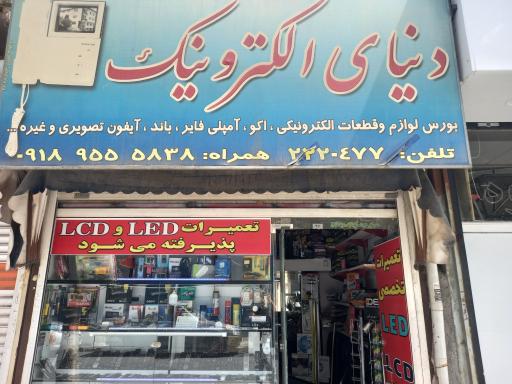 دنیای الکترونیک
بورس لوازم وقطعات الکترونیکی ، اکو ، آمپلی فایر ، باند ، آیفون تصویری و غیره...
تلفن: ۲۲۲۰۴۷۷ همراه: ۰۹۱۸ ۹۵۵ ۵۸۳۸
تعمیرات LED و LCD
پذیرفته می شود
تعمیرات
تخصصی
LED
LCD